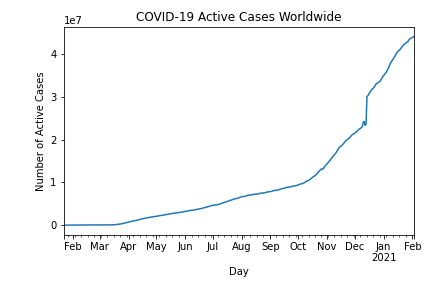 COVID-19 Active Cases Worldwide
1e7
4
3
2
1
0
Number of Active Cases
Feb Mar Apr May Jun Jul Aug Sep Oct Nov Dec Jan Feb
2021
Day